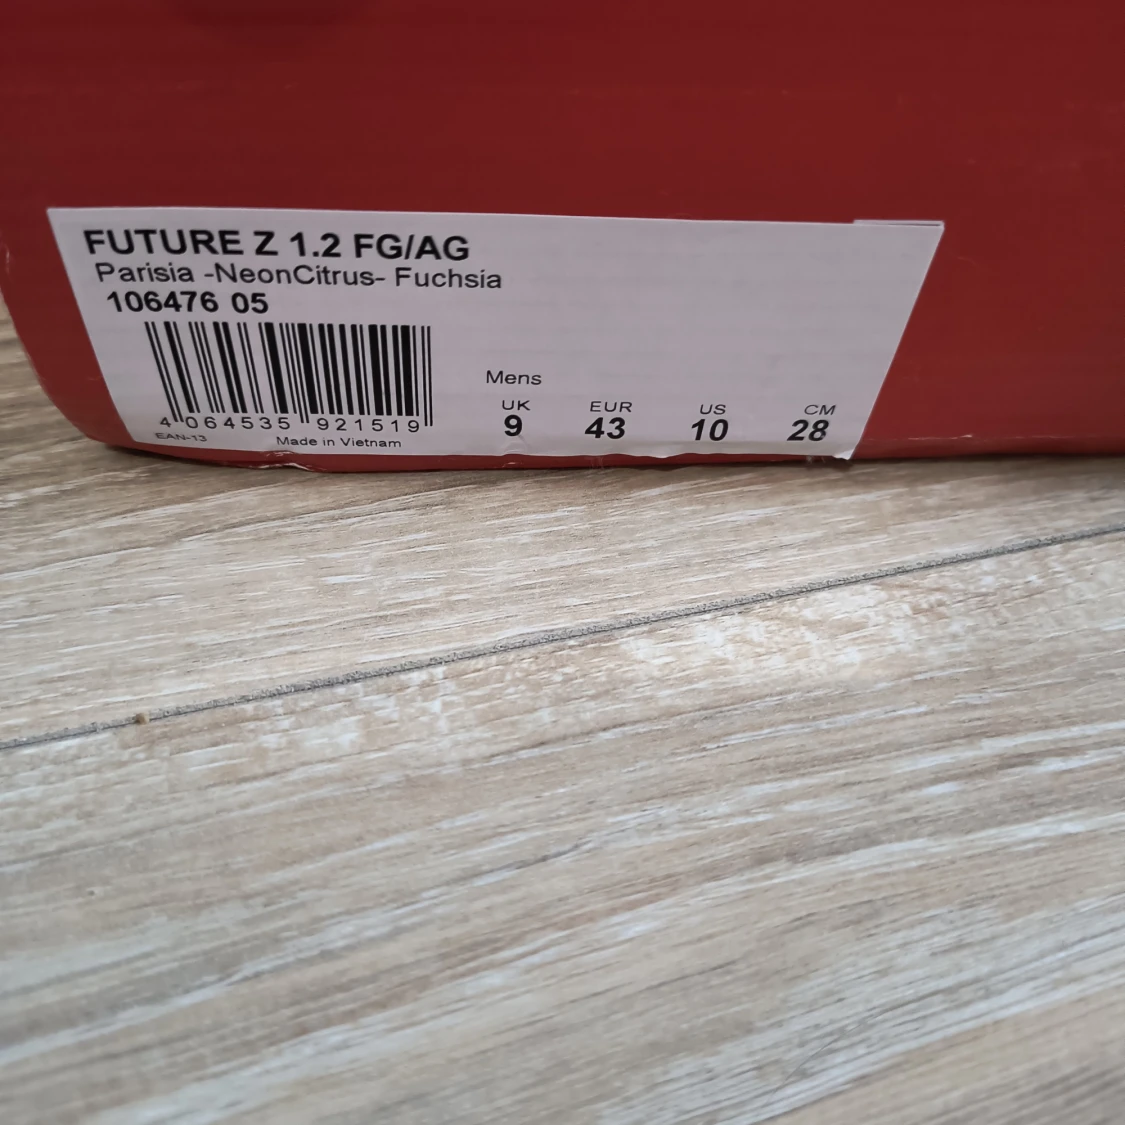 FUTURE Z 1.2 FG/AG
Parisia -NeonCitrus- Fuchsia
106476 05
Mens
UK EUR US CM
9 43 10 28
4 064535 921519
EAN-13 Made in Vietnam